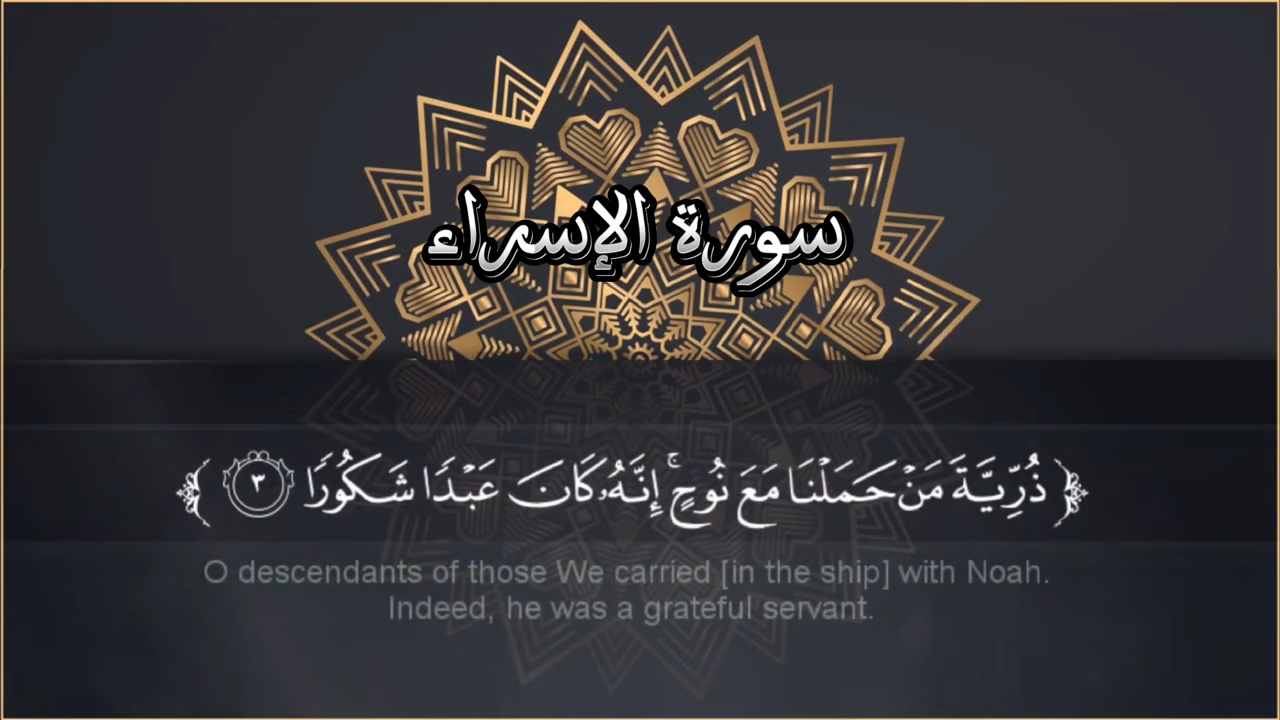 سورة الإسراء
﴿ذُرِّيَّةَ مَنْ حَمَلْنَا مَعَ نُوحٍ ۚ إِنَّهُۥ كَانَ عَبْدًا شَكُورًا ٣﴾
O descendants of those We carried [in the ship] with Noah.
Indeed, he was a grateful servant.